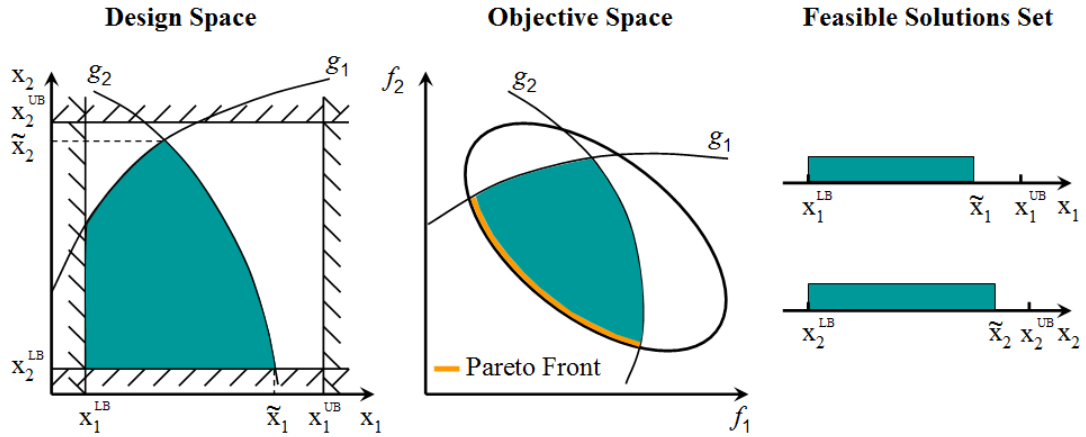 Design Space
x₂
x₂ᵁᴮ
x̃₂
x₂ᴸᴮ
g₂
g₁
x₁ᴸᴮ x̃₁ x₁ᵁᴮ x₁
Objective Space
f₂
g₂
g₁
Pareto Front
f₁
Feasible Solutions Set
x₁ᴸᴮ x̃₁ x₁ᵁᴮ x₁
x₂ᴸᴮ x̃₂ x₂ᵁᴮ x₂